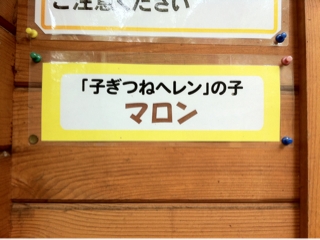 ご注意ください
「子ぎつねヘレン」の子
マロン